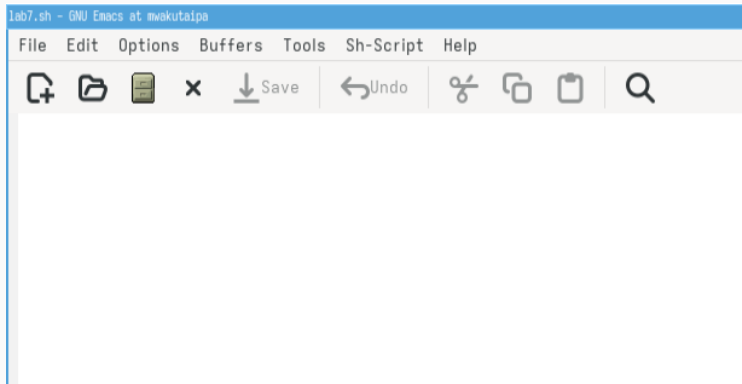 lab7.sh - GNU Emacs at mwakutaipa
File Edit Options Buffers Tools Sh-Script Help
Save Undo